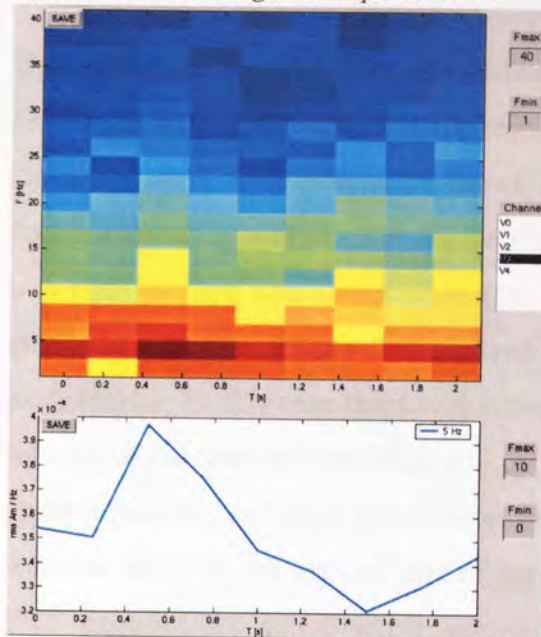 SAVE
40
35
30
25
20
15
10
5
F [Hz]
0 0.2 0.4 0.6 0.8 1 1.2 1.4 1.6 1.8 2
T [s]
Fmax
40
Fmin
1
Channel
V0
V1
V2
V4
SAVE
5 Hz
4
3.9
3.8
3.7
3.6
3.5
3.4
3.3
3.2
rms Am / Hz
0 0.2 0.4 0.6 0.8 1 1.2 1.4 1.6 1.8 2
T [s]
Fmax
10
Fmin
0